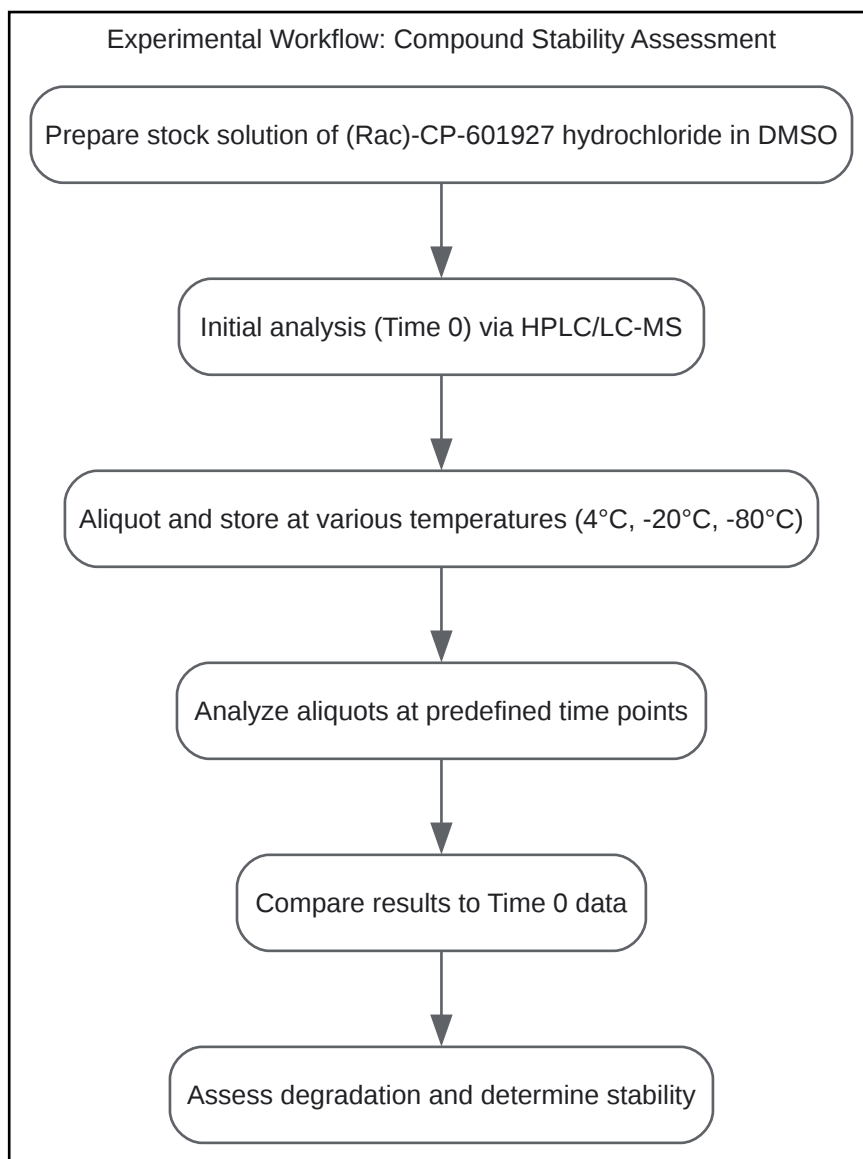 Experimental Workflow: Compound Stability Assessment
Prepare stock solution of (Rac)-CP-601927 hydrochloride in DMSO
Initial analysis (Time 0) via HPLC/LC-MS
Aliquot and store at various temperatures (4°C, -20°C, -80°C)
Analyze aliquots at predefined time points
Compare results to Time 0 data
Assess degradation and determine stability